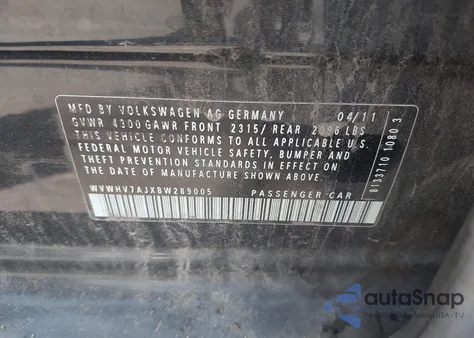 MFD BY VOLKSWAGEN AG GERMANY 04/11
GVWR 4300 GAWR FRONT 2315/ REAR 2086 LBS
THIS VEHICLE CONFORMS TO ALL APPLICABLE
FEDERAL MOTOR VEHICLE SAFETY, BUMPER AND
THEFT PREVENTION STANDARDS IN EFFECT
ON DATE OF MANUFACTURE SHOWN ABOVE
WVWHV7AJXBW289005 PASSENGER CAR
autoSnap